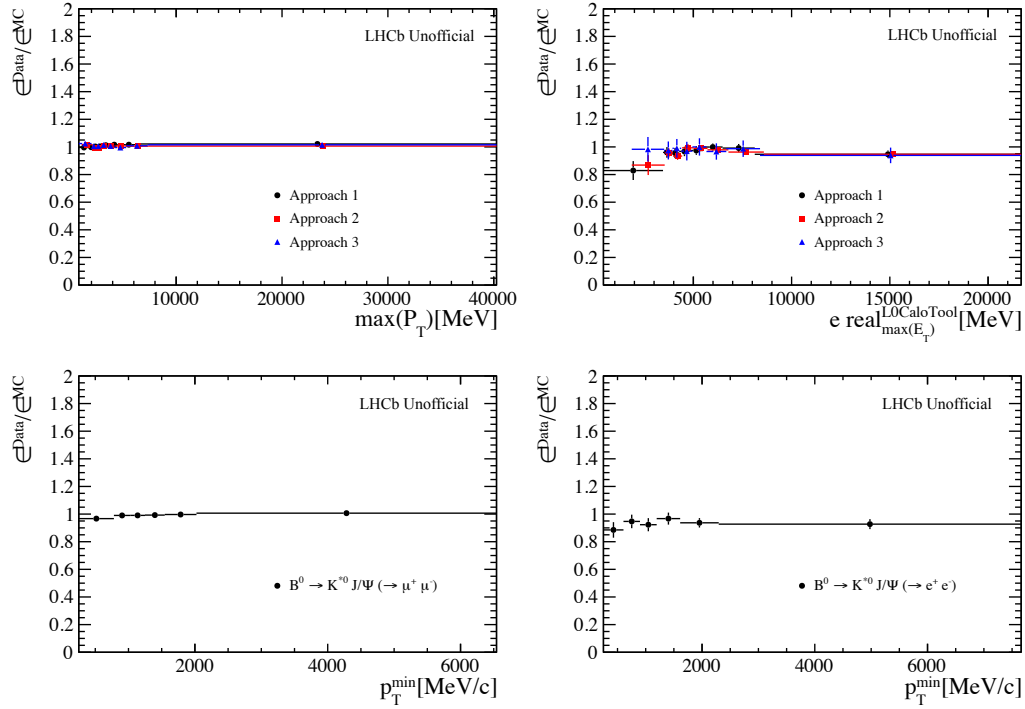 ∈Data/∈MC
2
1.8
1.6
1.4
1.2
1
0.8
0.6
0.4
0.2
0
LHCb Unofficial
Approach 1
Approach 2
Approach 3
10000 20000 30000 40000
max(P_T)[MeV]
∈Data/∈MC
2
1.8
1.6
1.4
1.2
1
0.8
0.6
0.4
0.2
0
LHCb Unofficial
Approach 1
Approach 2
Approach 3
5000 10000 15000 20000
e real^L0CaloTool_max(E_T)[MeV]
∈Data/∈MC
2
1.8
1.6
1.4
1.2
1
0.8
0.6
0.4
0.2
0
LHCb Unofficial
B⁰ → K*⁰ J/Ψ (→ μ⁺ μ⁻)
2000 4000 6000
p_T^min[MeV/c]
∈Data/∈MC
2
1.8
1.6
1.4
1.2
1
0.8
0.6
0.4
0.2
0
LHCb Unofficial
B⁰ → K*⁰ J/Ψ (→ e⁺ e⁻)
2000 4000 6000
p_T^min[MeV/c]